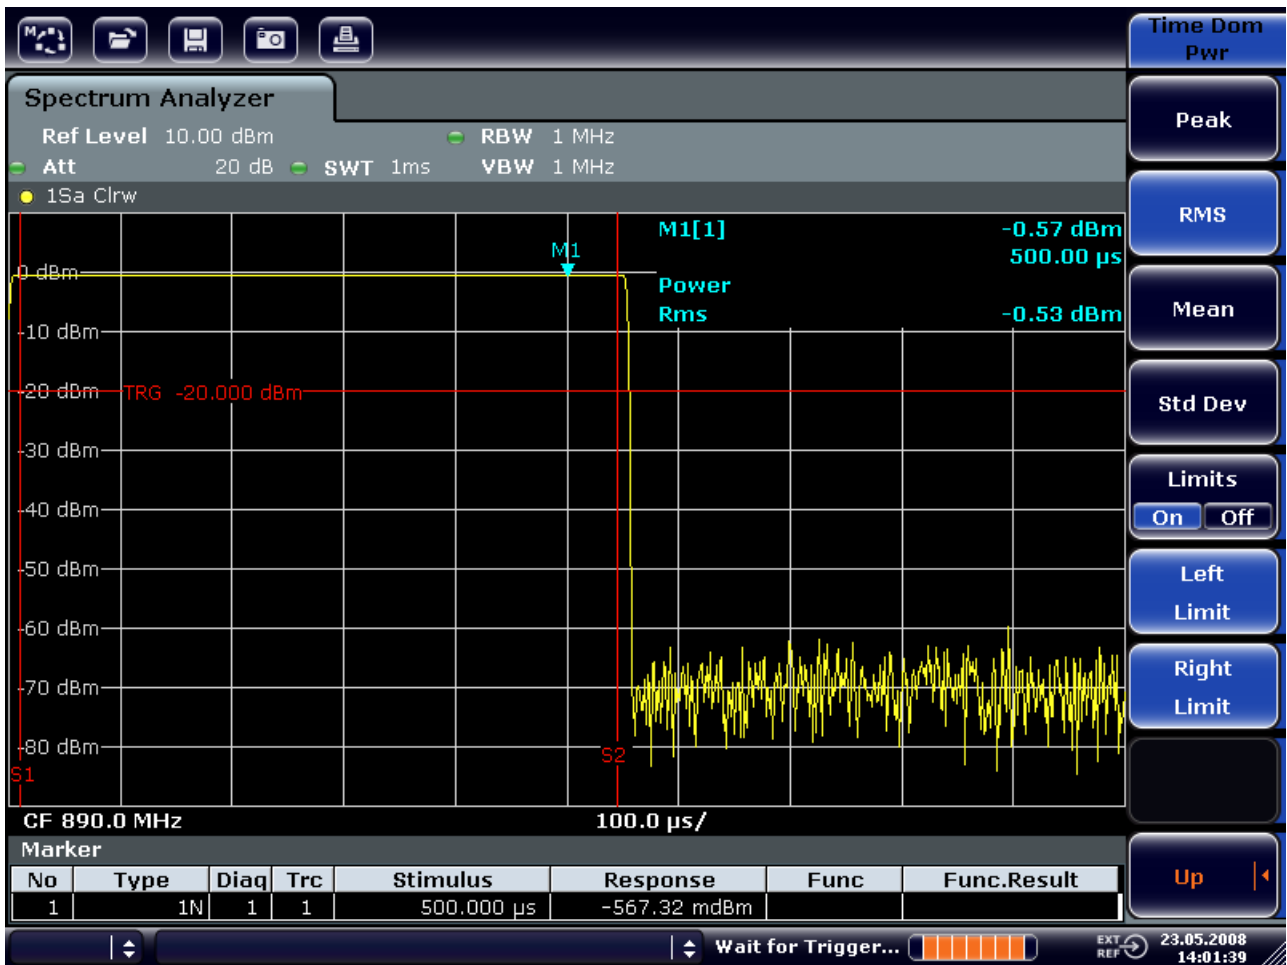 M
Time Dom
Pwr
Spectrum Analyzer
Ref Level 10.00 dBm RBW 1 MHz
Att 20 dB SWT 1ms VBW 1 MHz
1Sa Clrw
M1[1] -0.57 dBm
500.00 µs
M1
Power
Rms -0.53 dBm
0 dBm
-10 dBm
-20 dBm
TRG -20.000 dBm
-30 dBm
-40 dBm
-50 dBm
-60 dBm
-70 dBm
-80 dBm
S1
S2
CF 890.0 MHz 100.0 µs/
Marker
No Type Diaq Trc Stimulus Response Func Func.Result
1 1N 1 1 500.000 µs -567.32 mdBm
Wait for Trigger...
EXT
REF
23.05.2008
14:01:39
Peak
RMS
Mean
Std Dev
Limits
On Off
Left
Limit
Right
Limit
Up